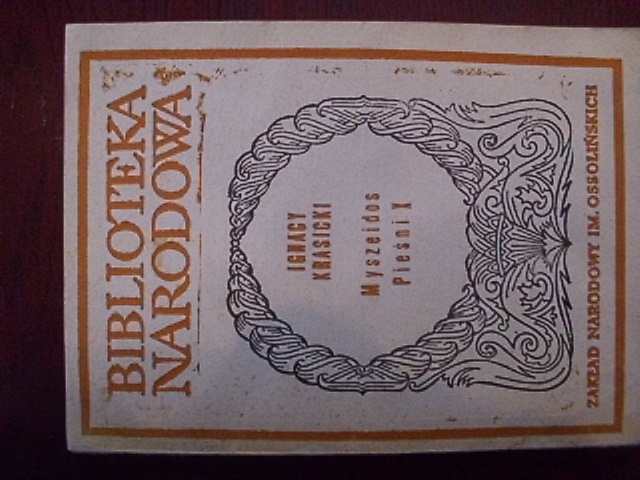 BIBLIOTEKA
NARODOWA
IGNACY
KRASICKI
Myszeidos
Pieśni X
ZAKŁAD NARODOWY IM. OSSOLIŃSKICH